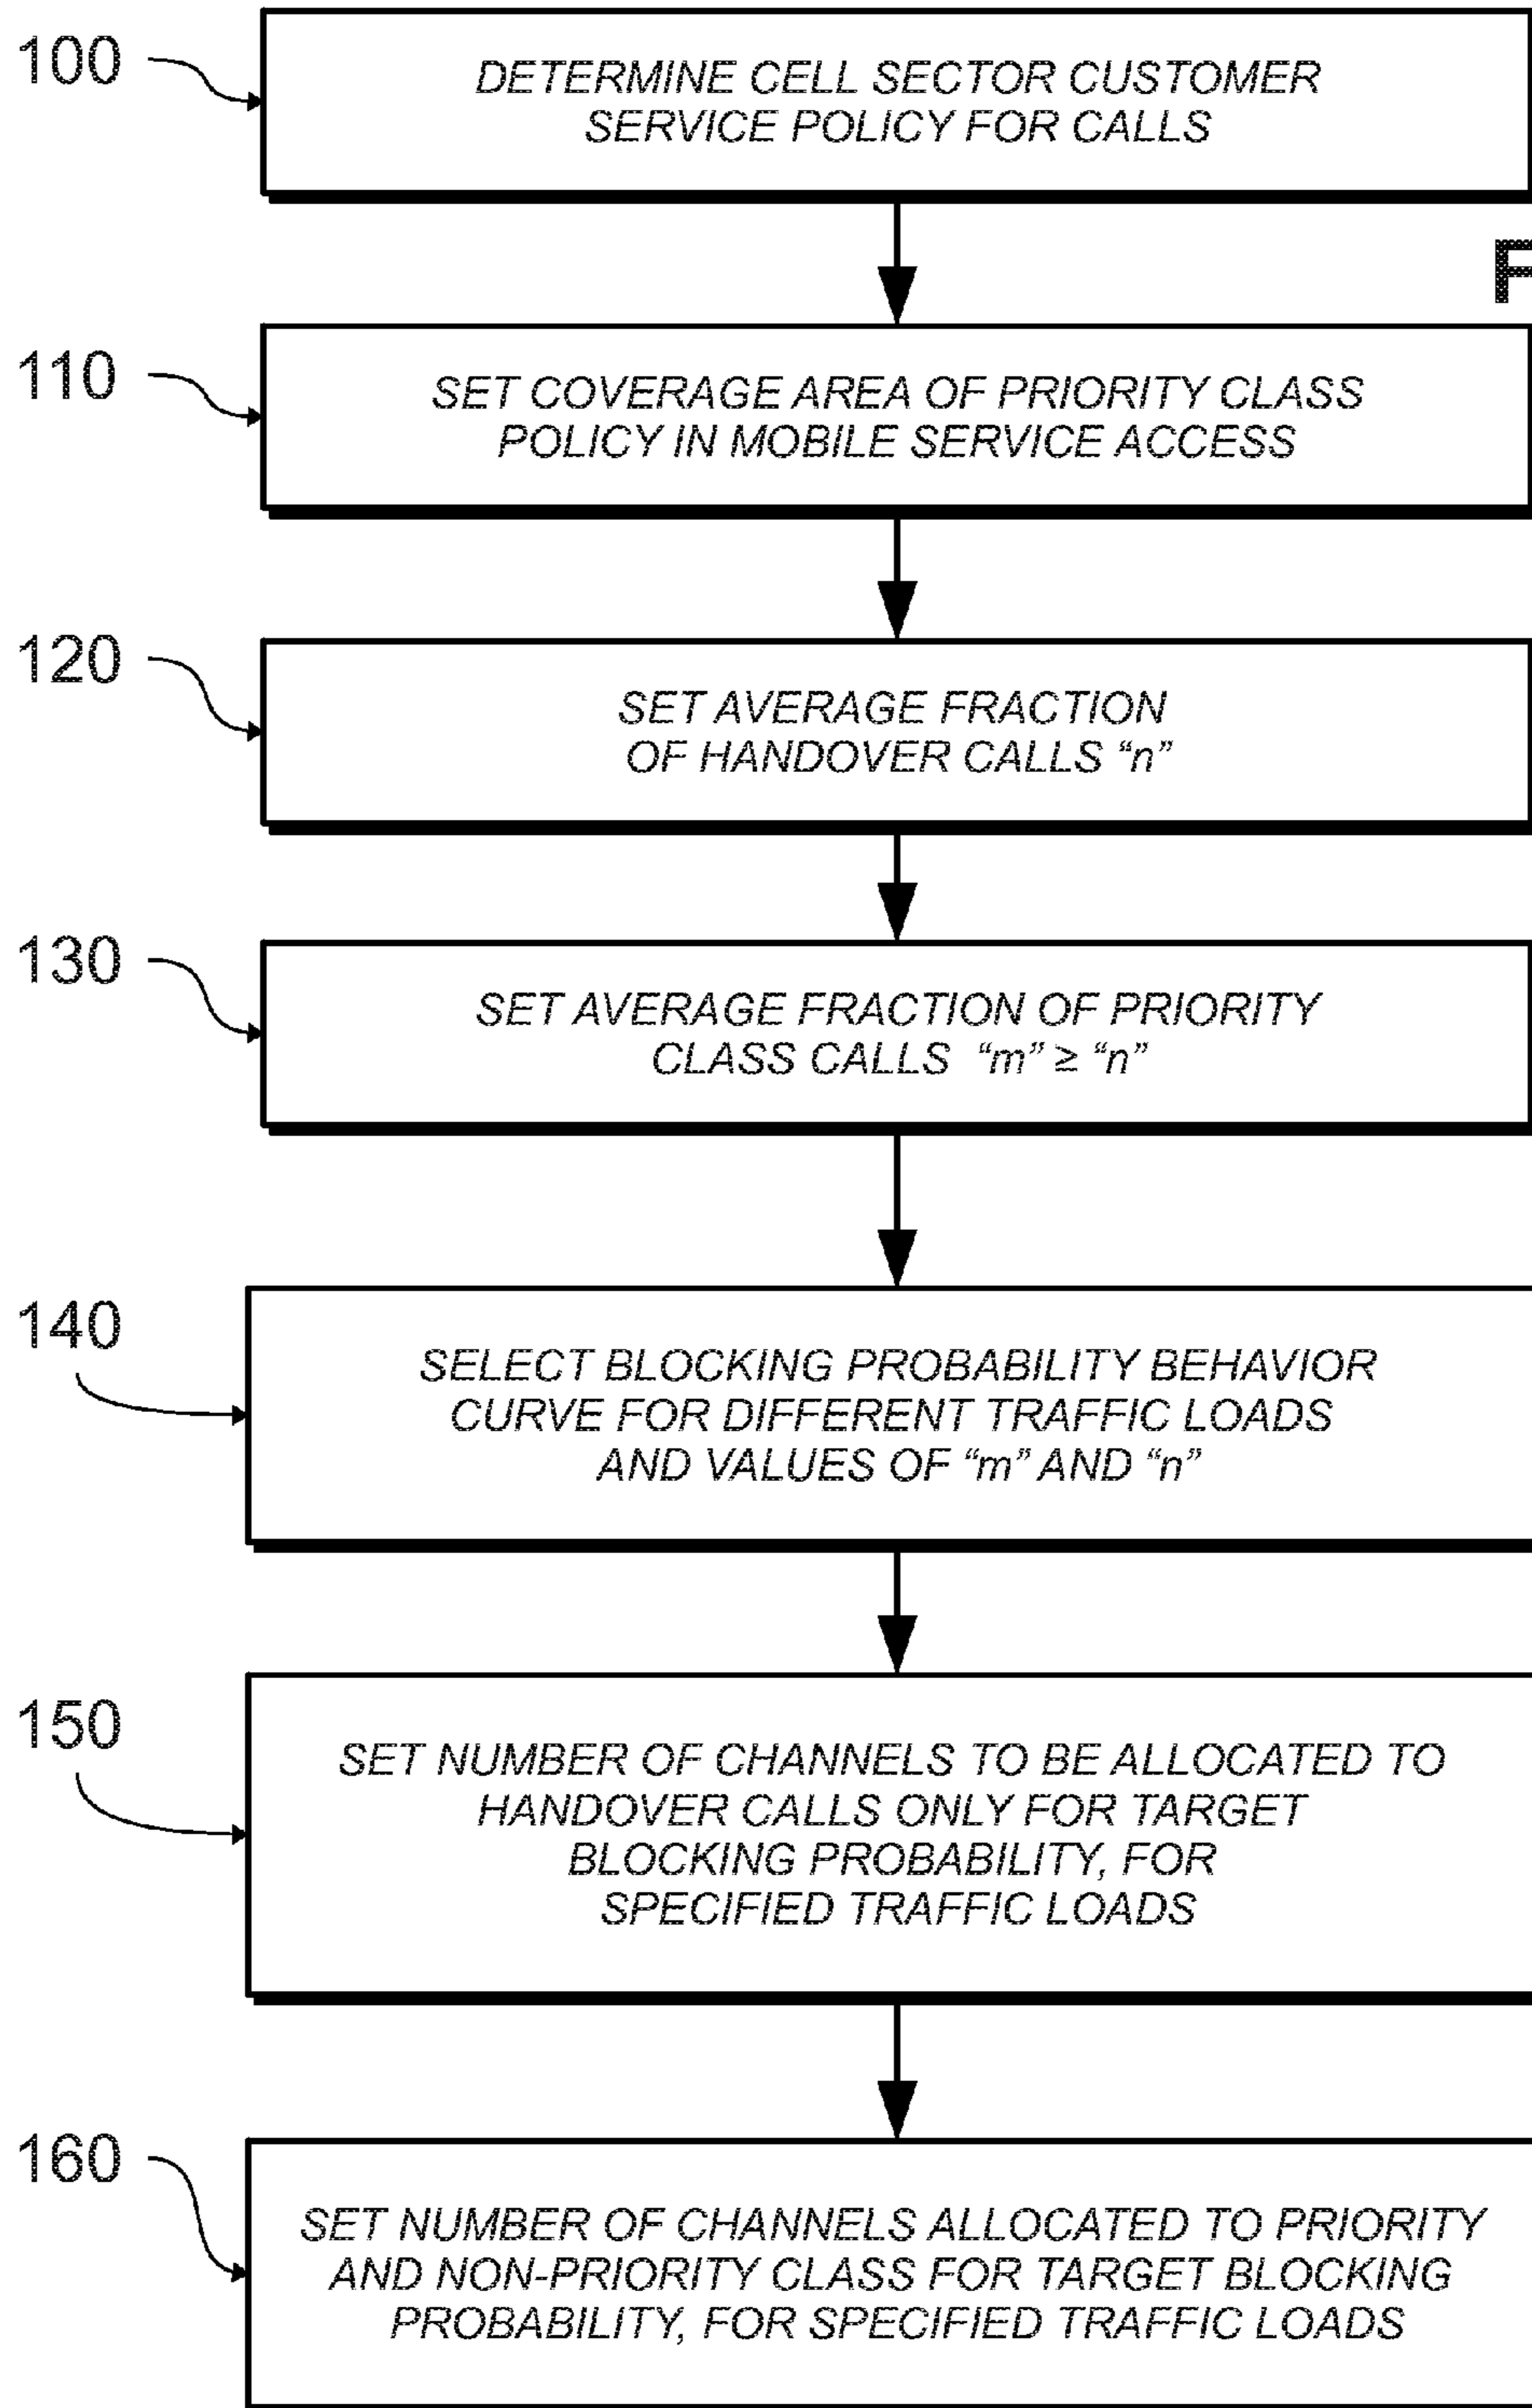 100
DETERMINE CELL SECTOR CUSTOMER
SERVICE POLICY FOR CALLS
F
110
SET COVERAGE AREA OF PRIORITY CLASS
POLICY IN MOBILE SERVICE ACCESS
120
SET AVERAGE FRACTION
OF HANDOVER CALLS “n”
130
SET AVERAGE FRACTION OF PRIORITY
CLASS CALLS “m” ≥ “n”
140
SELECT BLOCKING PROBABILITY BEHAVIOR
CURVE FOR DIFFERENT TRAFFIC LOADS
AND VALUES OF “m” AND “n”
150
SET NUMBER OF CHANNELS TO BE ALLOCATED TO
HANDOVER CALLS ONLY FOR TARGET
BLOCKING PROBABILITY, FOR
SPECIFIED TRAFFIC LOADS
160
SET NUMBER OF CHANNELS ALLOCATED TO PRIORITY
AND NON-PRIORITY CLASS FOR TARGET BLOCKING
PROBABILITY, FOR SPECIFIED TRAFFIC LOADS